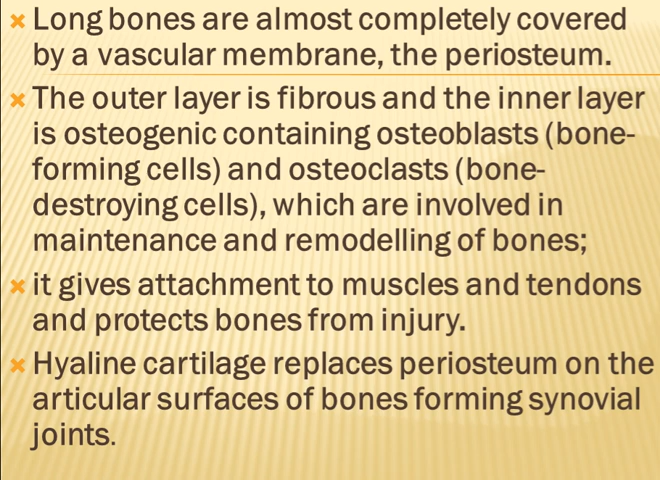 Long bones are almost completely covered
by a vascular membrane, the periosteum.
The outer layer is fibrous and the inner layer
is osteogenic containing osteoblasts (bone-
forming cells) and osteoclasts (bone-
destroying cells), which are involved in
maintenance and remodelling of bones;
it gives attachment to muscles and tendons
and protects bones from injury.
Hyaline cartilage replaces periosteum on the
articular surfaces of bones forming synovial
joints.